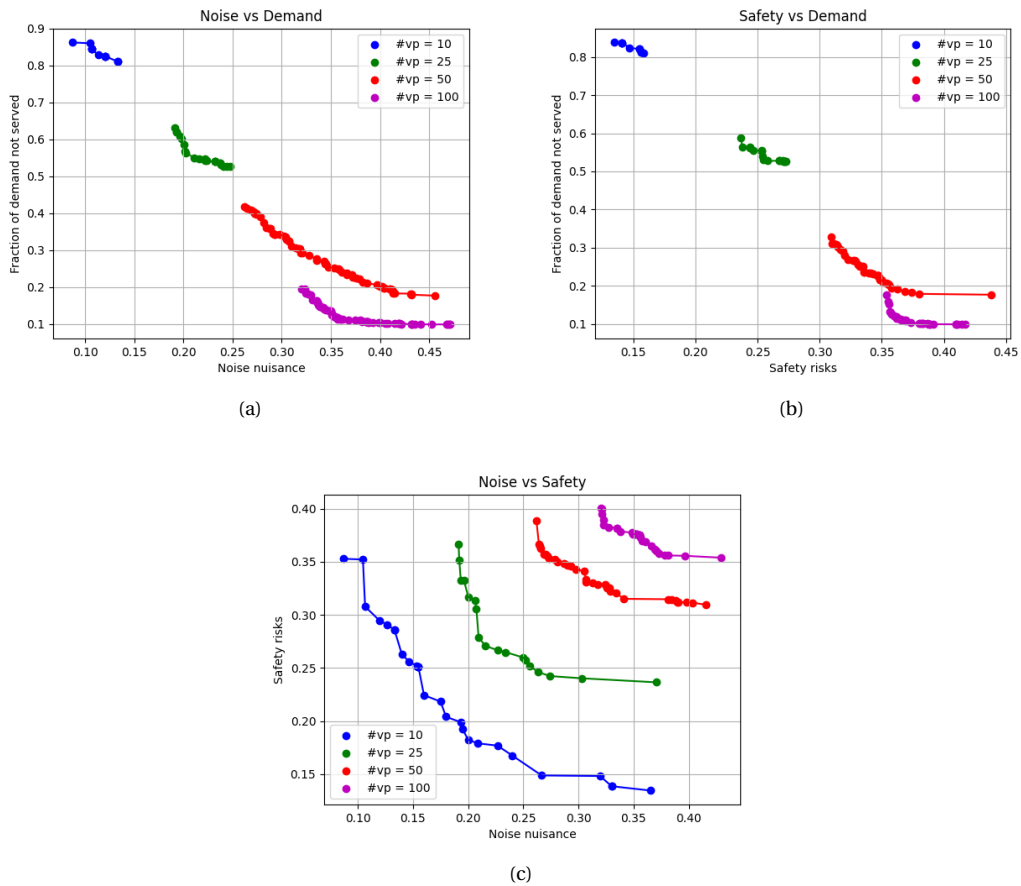 Noise vs Demand
Fraction of demand not served
0.9
0.8
0.7
0.6
0.5
0.4
0.3
0.2
0.1
#vp = 10
#vp = 25
#vp = 50
#vp = 100
0.10 0.15 0.20 0.25 0.30 0.35 0.40 0.45
Noise nuisance
(a)
Safety vs Demand
Fraction of demand not served
0.8
0.7
0.6
0.5
0.4
0.3
0.2
0.1
#vp = 10
#vp = 25
#vp = 50
#vp = 100
0.15 0.20 0.25 0.30 0.35 0.40 0.45
Safety risks
(b)
Noise vs Safety
Safety risks
0.40
0.35
0.30
0.25
0.20
0.15
#vp = 10
#vp = 25
#vp = 50
#vp = 100
0.10 0.15 0.20 0.25 0.30 0.35 0.40
Noise nuisance
(c)